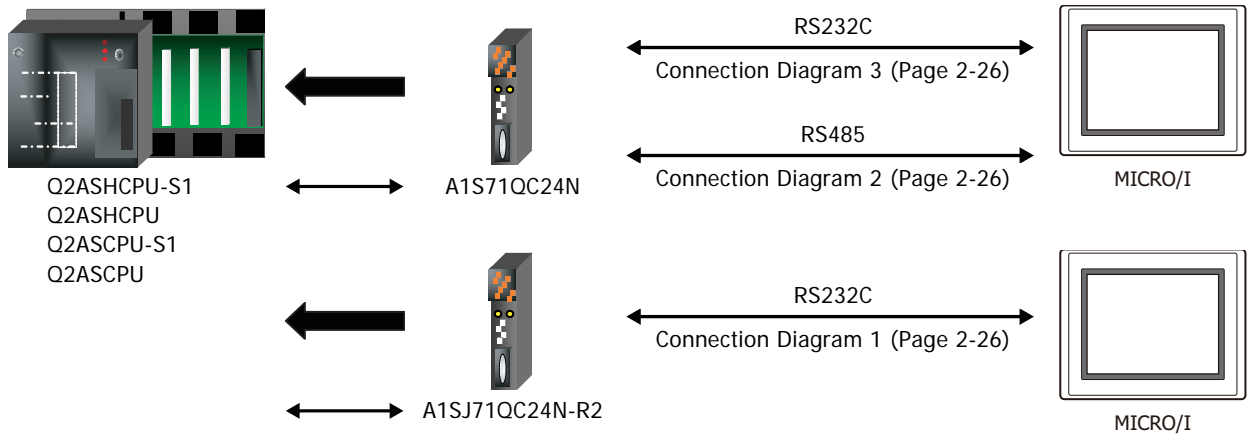 RS232C
Connection Diagram 3 (Page 2-26)
RS485
Connection Diagram 2 (Page 2-26)
Q2ASHCPU-S1
Q2ASHCPU
Q2ASCPU-S1
Q2ASCPU
A1S71QC24N
MICRO/I
RS232C
Connection Diagram 1 (Page 2-26)
A1SJ71QC24N-R2
MICRO/I